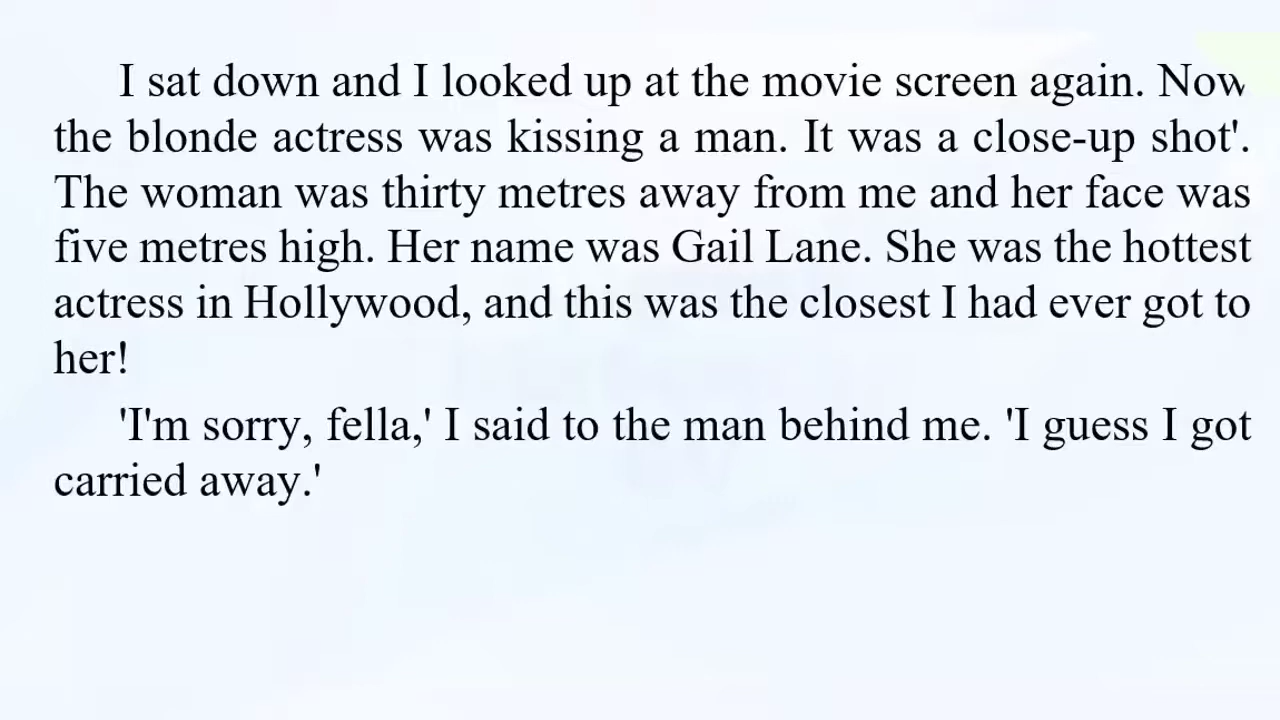 I sat down and I looked up at the movie screen again. Now
the blonde actress was kissing a man. It was a close-up shot'.
The woman was thirty metres away from me and her face was
five metres high. Her name was Gail Lane. She was the hottest
actress in Hollywood, and this was the closest I had ever got to
her!
'I'm sorry, fella,' I said to the man behind me. 'I guess I got
carried away.'